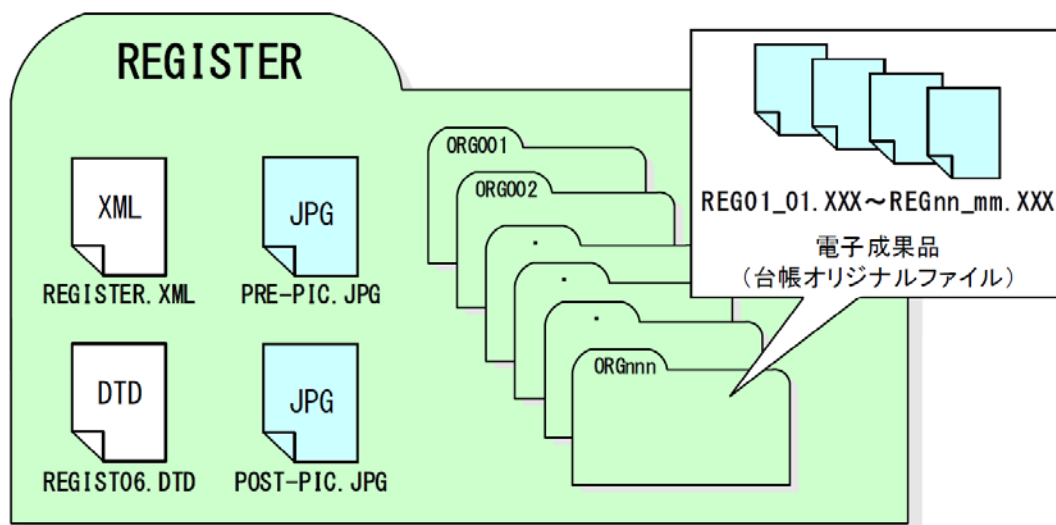 REGISTER
XML
REGISTER.XML
JPG
PRE-PIC.JPG
DTD
REGIST06.DTD
JPG
POST-PIC.JPG
ORG001
ORG002
・
・
・
ORGnnn
REG01_01.XXX～REGnn_mm.XXX
電子成果品
（台帳オリジナルファイル）